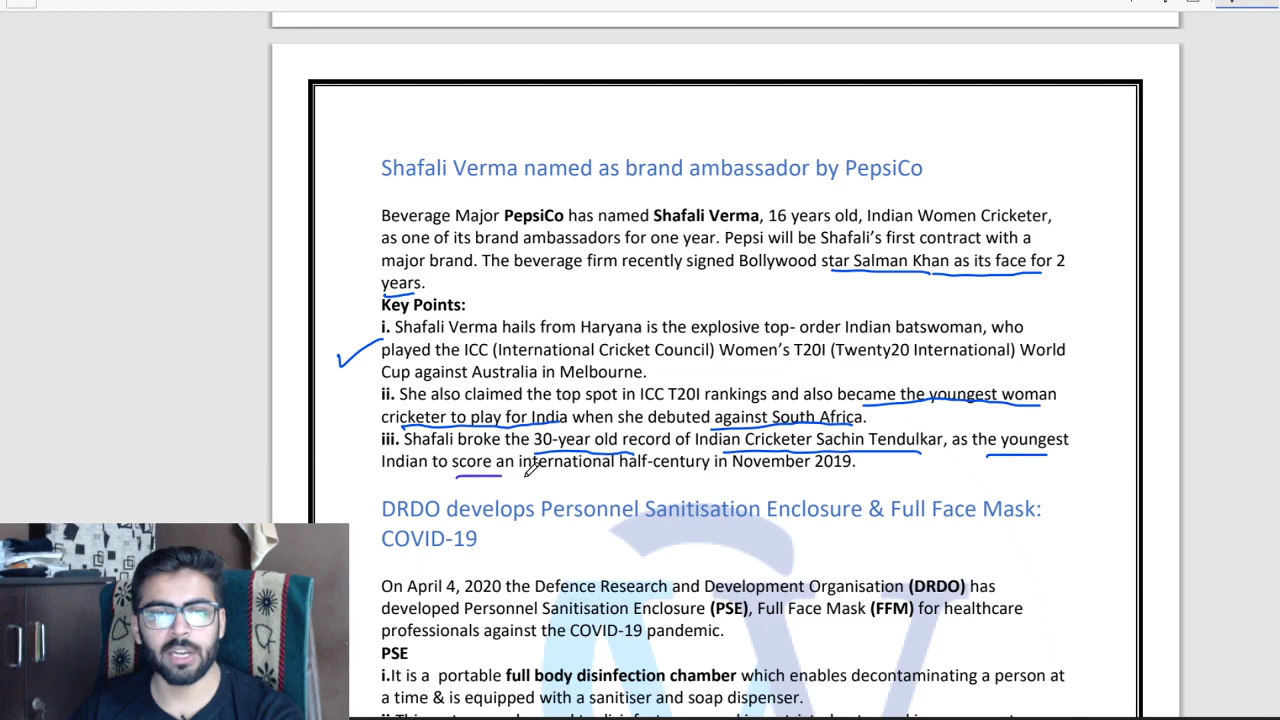 Shafali Verma named as brand ambassador by PepsiCo
Beverage Major PepsiCo has named Shafali Verma, 16 years old, Indian Women Cricketer,
as one of its brand ambassadors for one year. Pepsi will be Shafali's first contract with a
major brand. The beverage firm recently signed Bollywood star Salman Khan as its face for 2
years.
Key Points:
i. Shafali Verma hails from Haryana is the explosive top- order Indian batswoman, who
played the ICC (International Cricket Council) Women's T20I (Twenty20 International) World
Cup against Australia in Melbourne.
ii. She also claimed the top spot in ICC T20I rankings and also became the youngest woman
cricketer to play for India when she debuted against South Africa.
iii. Shafali broke the 30-year old record of Indian Cricketer Sachin Tendulkar, as the youngest
Indian to score an international half-century in November 2019.
DRDO develops Personnel Sanitisation Enclosure & Full Face Mask:
COVID-19
On April 4, 2020 the Defence Research and Development Organisation (DRDO) has
developed Personnel Sanitisation Enclosure (PSE), Full Face Mask (FFM) for healthcare
professionals against the COVID-19 pandemic.
PSE
i.It is a portable full body disinfection chamber which enables decontaminating a person at
a time & is equipped with a sanitiser and soap dispenser.